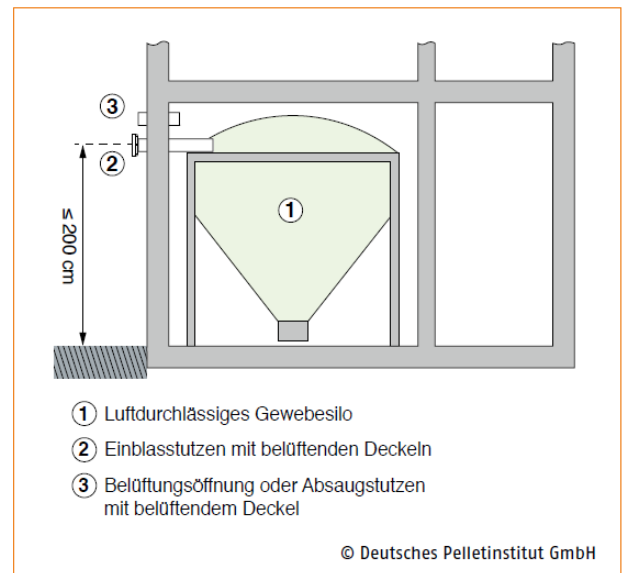 3
2
1
≤ 200 cm
1 Luftdurchlässiges Gewebesilo
2 Einblasstutzen mit belüftenden Deckeln
3 Belüftungsöffnung oder Absaugstutzen
mit belüftendem Deckel
© Deutsches Pelletinstitut GmbH